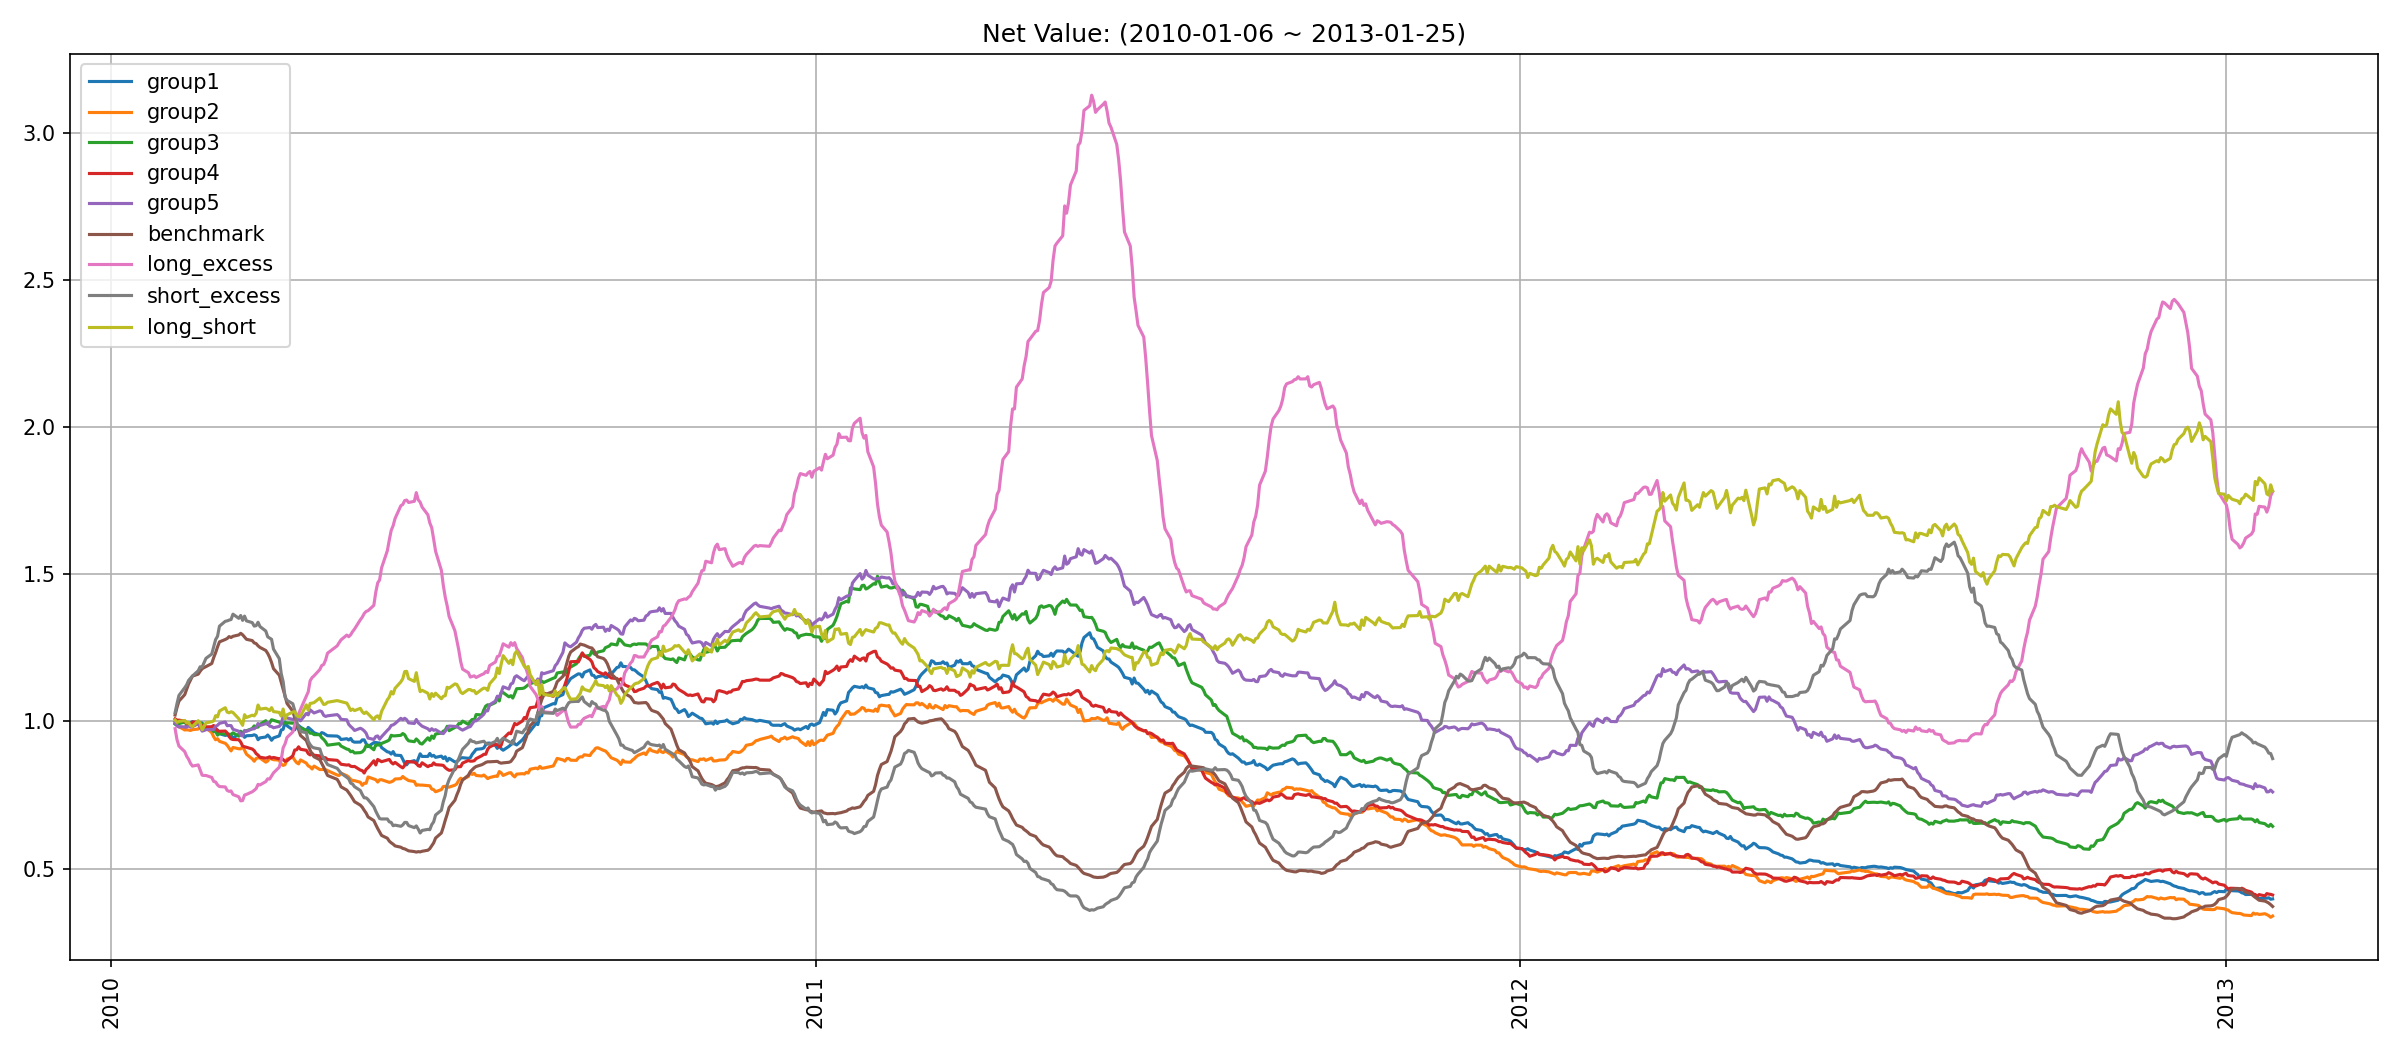 Net Value: (2010-01-06 ~ 2013-01-25)
group1
group2
group3
group4
group5
benchmark
long_excess
short_excess
long_short
3.0
2.5
2.0
1.5
1.0
0.5
2010
2011
2012
2013